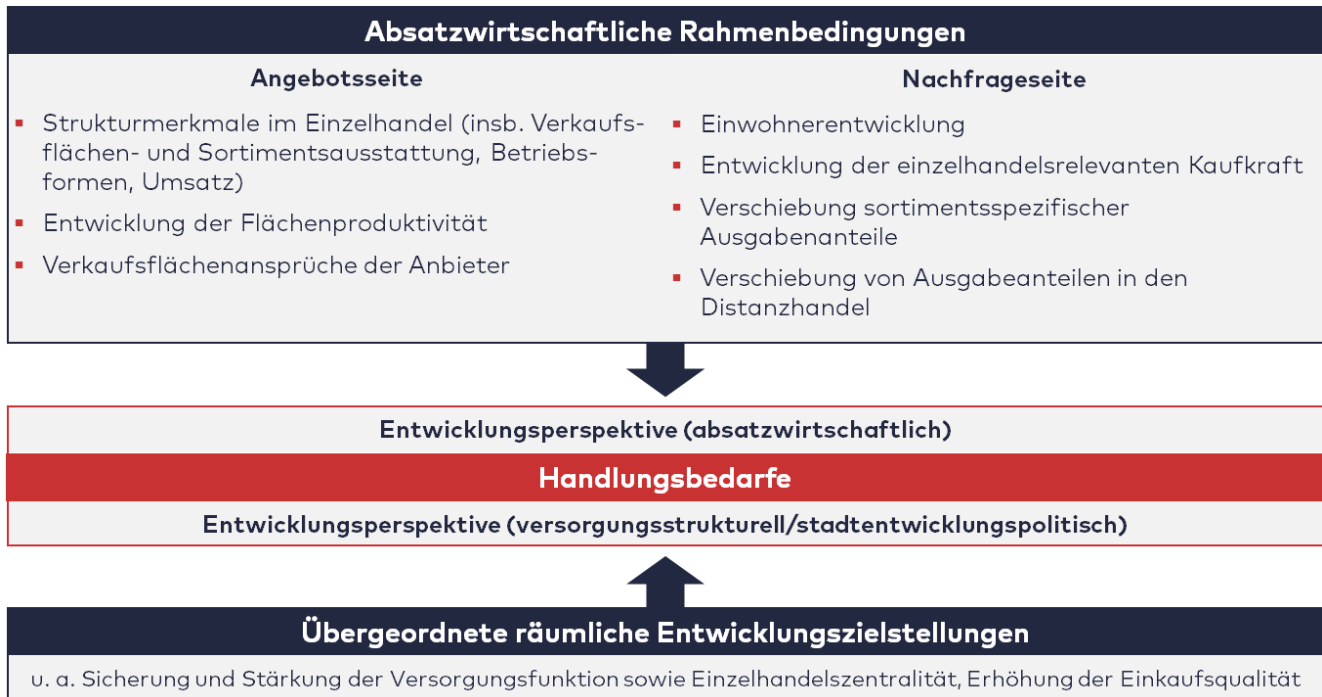 Absatzwirtschaftliche Rahmenbedingungen
Angebotsseite
▪ Strukturmerkmale im Einzelhandel (insb. Verkaufs-
flächen- und Sortimentsausstattung, Betriebs-
formen, Umsatz)
▪ Entwicklung der Flächenproduktivität
▪ Verkaufsflächenansprüche der Anbieter
Nachfrageseite
▪ Einwohnerentwicklung
▪ Entwicklung der einzelhandelsrelevanten Kaufkraft
▪ Verschiebung sortimentsspezifischer
Ausgabenanteile
▪ Verschiebung von Ausgabeanteilen in den
Distanzhandel
Entwicklungsperspektive (absatzwirtschaftlich)
Handlungsbedarfe
Entwicklungsperspektive (versorgungsstrukturell/stadtentwicklungspolitisch)
Übergeordnete räumliche Entwicklungszielstellungen
u. a. Sicherung und Stärkung der Versorgungsfunktion sowie Einzelhandelszentralität, Erhöhung der Einkaufsqualität